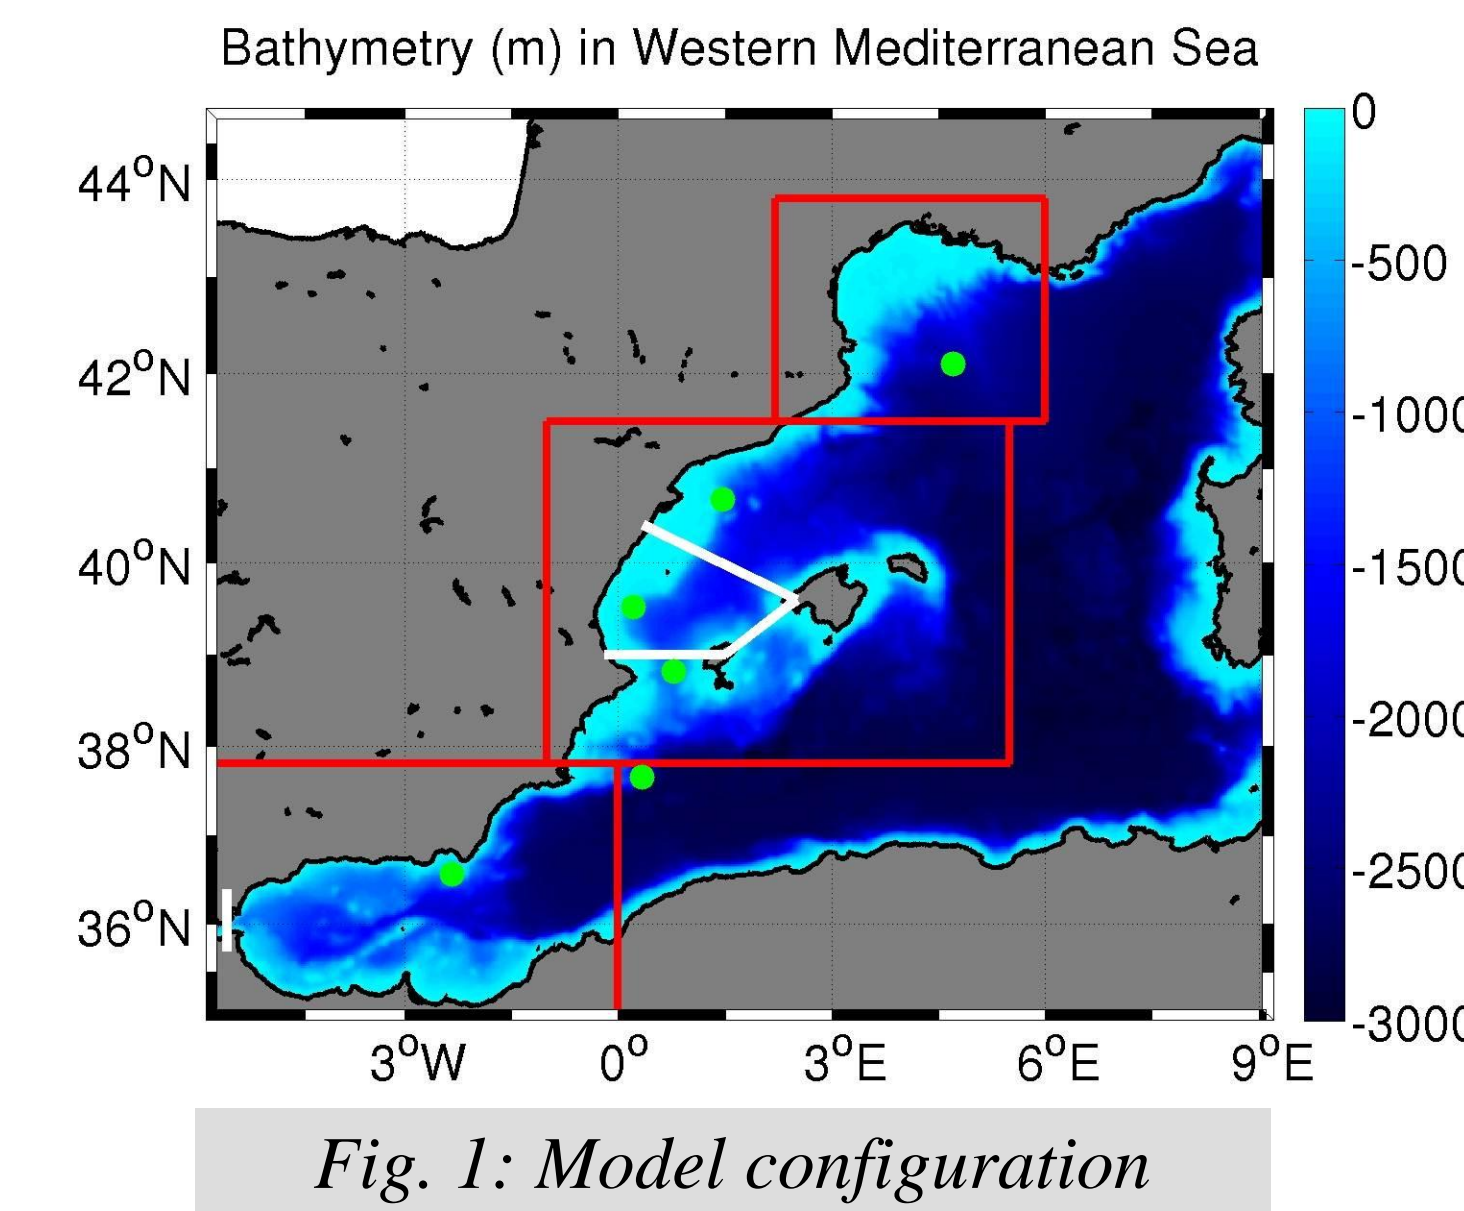 Bathymetry (m) in Western Mediterranean Sea
0
44°N
-500
42°N
-1000
40°N
-1500
38°N
-2000
-2500
36°N
-3000
3°W 0° 3°E 6°E 9°E
Fig. 1: Model configuration